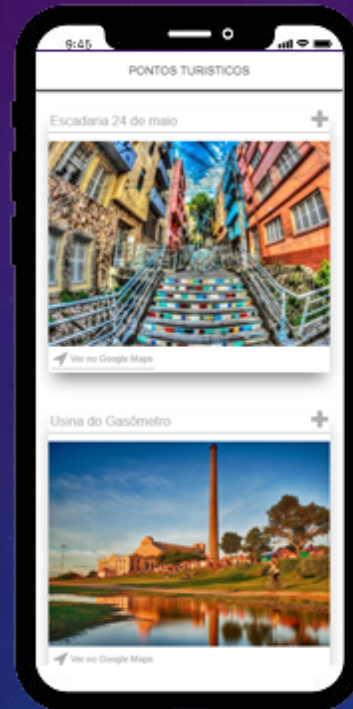 9:45
PONTOS TURISTICOS
Escadaria 24 de maio
Ver no Google Maps
Usina do Gasômetro
Ver no Google Maps